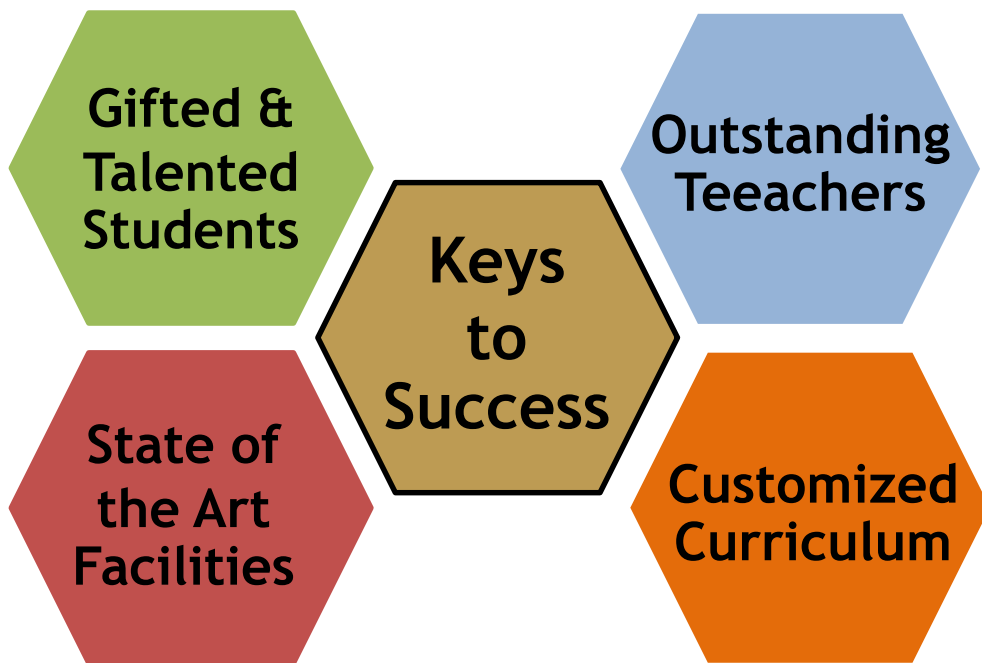 Gifted &
Talented
Students
Outstanding
Teeachers
Keys
to
Success
State of
the Art
Facilities
Customized
Curriculum